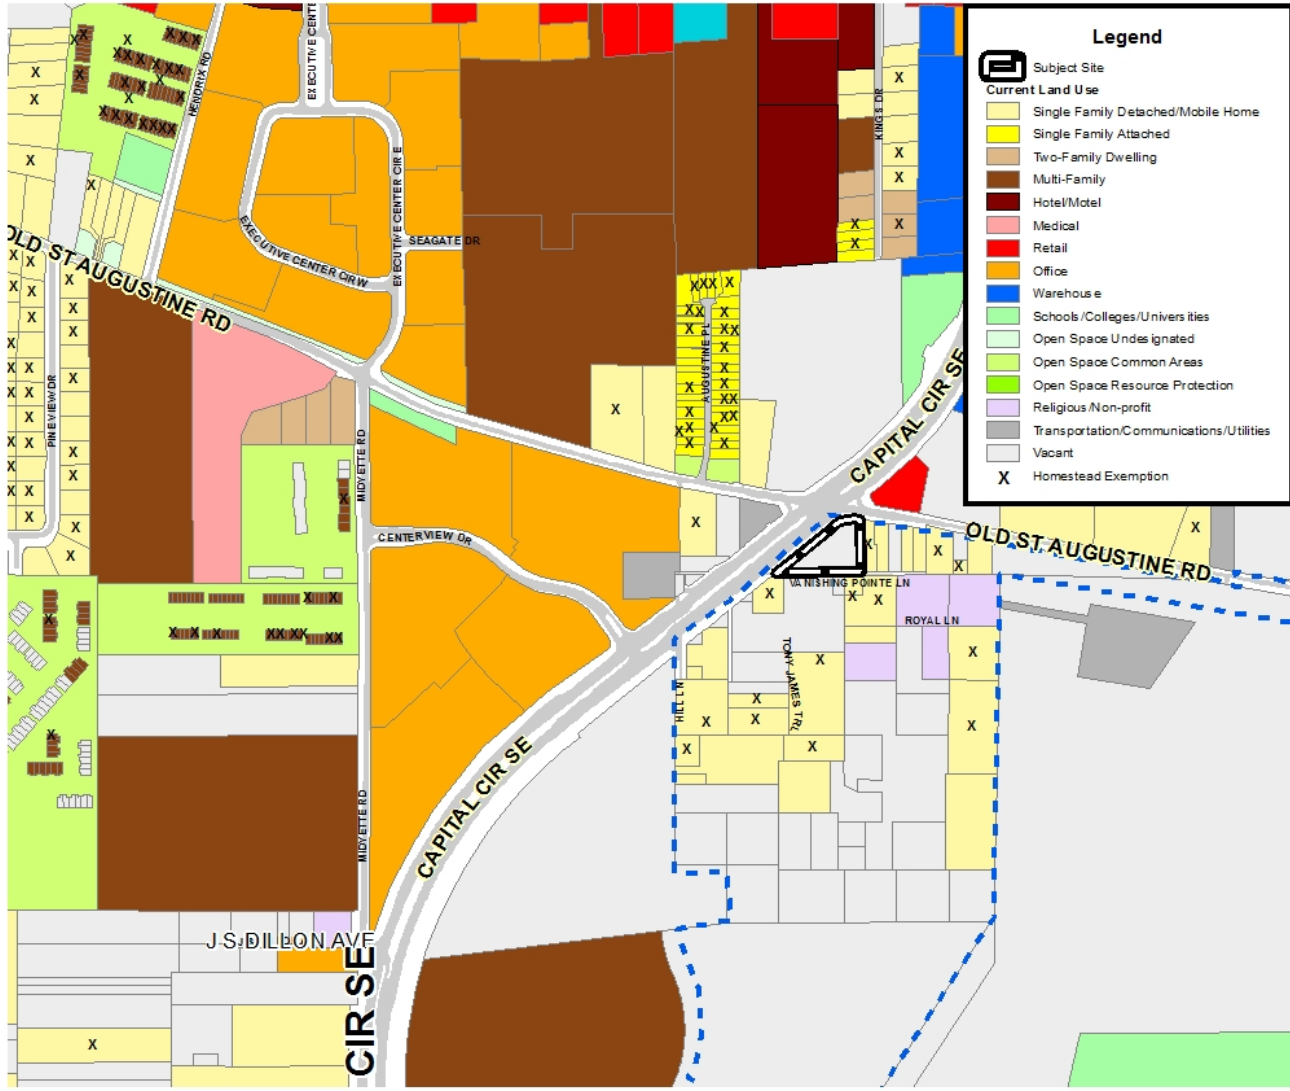 Legend
Subject Site
Current Land Use
Single Family Detached/Mobile Home
Single Family Attached
Two-Family Dwelling
Multi-Family
Hotel/Motel
Medical
Retail
Office
Warehouse
Schools/Colleges/Universities
Open Space Undesignated
Open Space Common Areas
Open Space Resource Protection
Religious/Non-profit
Transportation/Communications/Utilities
Vacant
X Homestead Exemption
HENDRIX RD
EXECUTIVE CENTE
KINGS DR
EXECUTIVE CENTER CIR E
EXECUTIVE CENTER CIR W
SEAGATE DR
OLD ST AUGUSTINE RD
PINEVIEW DR
AUGUSTINE PL
CAPITAL CIR SE
MIDYETTE RD
CENTERVIEW DR
OLD ST AUGUSTINE RD
VANISHING POINTE LN
ROYAL LN
TONY JAMES TRL
HILL LN
CAPITAL CIR SE
MIDYETTE RD
J S DILLON AVE
CIR SE